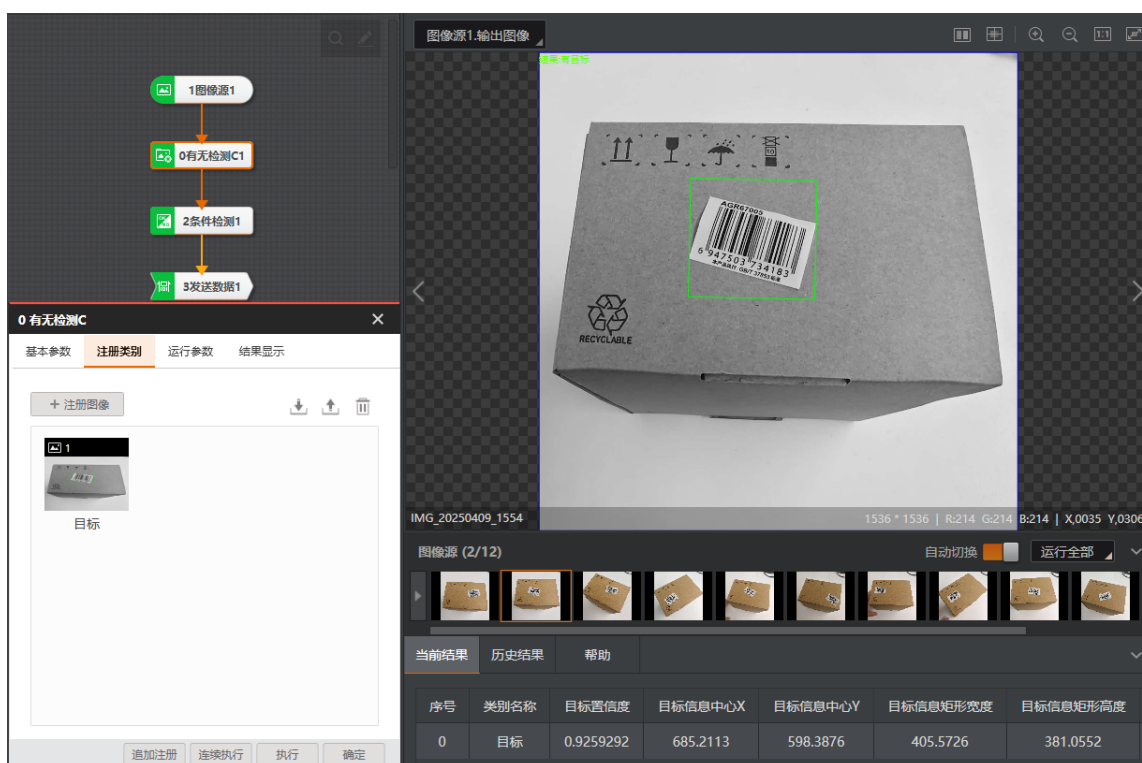 1图像源1
0有无检测C1
2条件检测1
3发送数据1
0 有无检测C
基本参数 注册类别 运行参数 结果显示
+ 注册图像
1
目标
追加注册 连续执行 执行 确定
图像源1.输出图像
1:1
结果:有目标
AGR67005
6 947503 734183
RECYCLABLE
IMG_20250409_1554
1536 * 1536 | R:214 G:214 B:214 | X,0035 Y,0306
图像源 (2/12)
自动切换 运行全部
当前结果 历史结果 帮助
序号 类别名称 目标置信度 目标信息中心X 目标信息中心Y 目标信息矩形宽度 目标信息矩形高度
0 目标 0.9259292 685.2113 598.3876 405.5726 381.0552